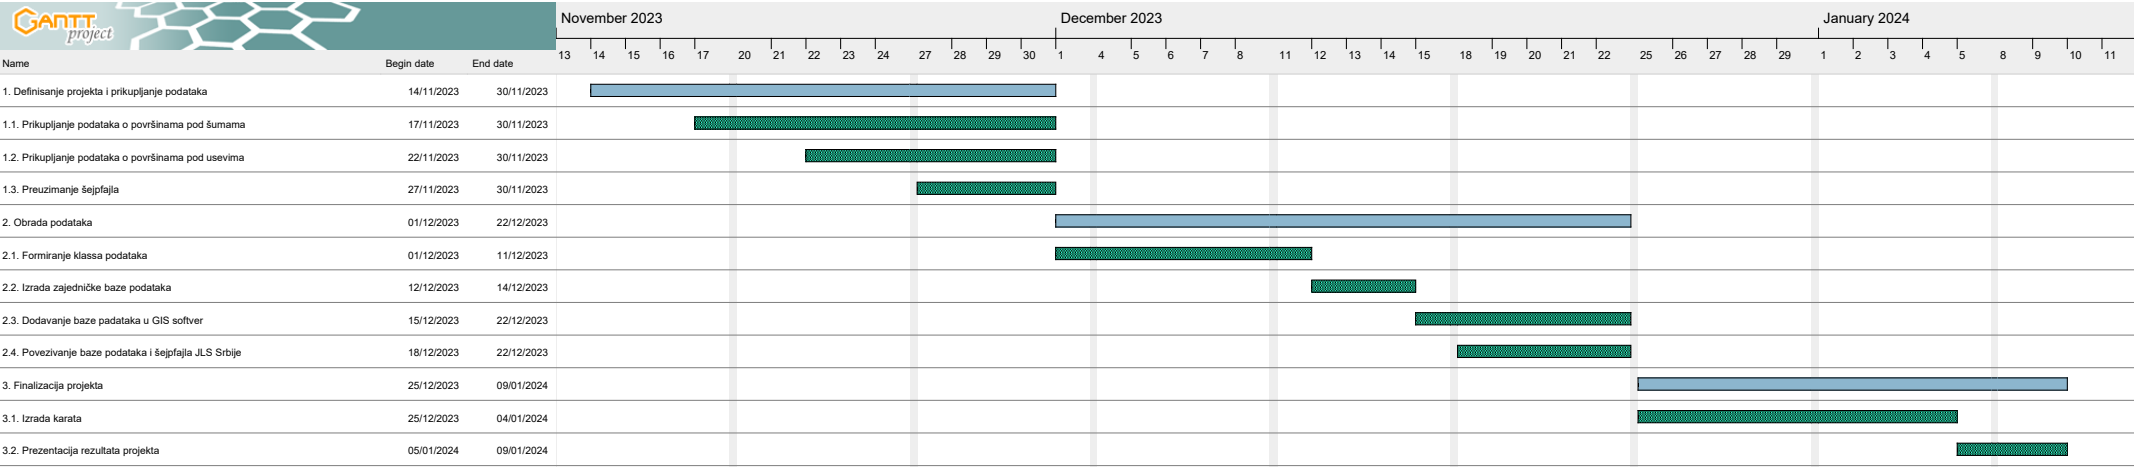 GANTT
project
November 2023 December 2023 January 2024
13 14 15 16 17 20 21 22 23 24 27 28 29 30 1 4 5 6 7 8 11 12 13 14 15 18 19 20 21 22 25 26 27 28 29 1 2 3 4 5 8 9 10 11
Name Begin date End date
1. Definisanje projekta i prikupljanje podataka 14/11/2023 30/11/2023
1.1. Prikupljanje podataka o površinama pod šumama 17/11/2023 30/11/2023
1.2. Prikupljanje podataka o površinama pod usevima 22/11/2023 30/11/2023
1.3. Preuzimanje šejpfajla 27/11/2023 30/11/2023
2. Obrada podataka 01/12/2023 22/12/2023
2.1. Formiranje klassa podataka 01/12/2023 11/12/2023
2.2. Izrada zajedničke baze podataka 12/12/2023 14/12/2023
2.3. Dodavanje baze padataka u GIS softver 15/12/2023 22/12/2023
2.4. Povezivanje baze podataka i šejpfajla JLS Srbije 18/12/2023 22/12/2023
3. Finalizacija projekta 25/12/2023 09/01/2024
3.1. Izrada karata 25/12/2023 04/01/2024
3.2. Prezentacija rezultata projekta 05/01/2024 09/01/2024